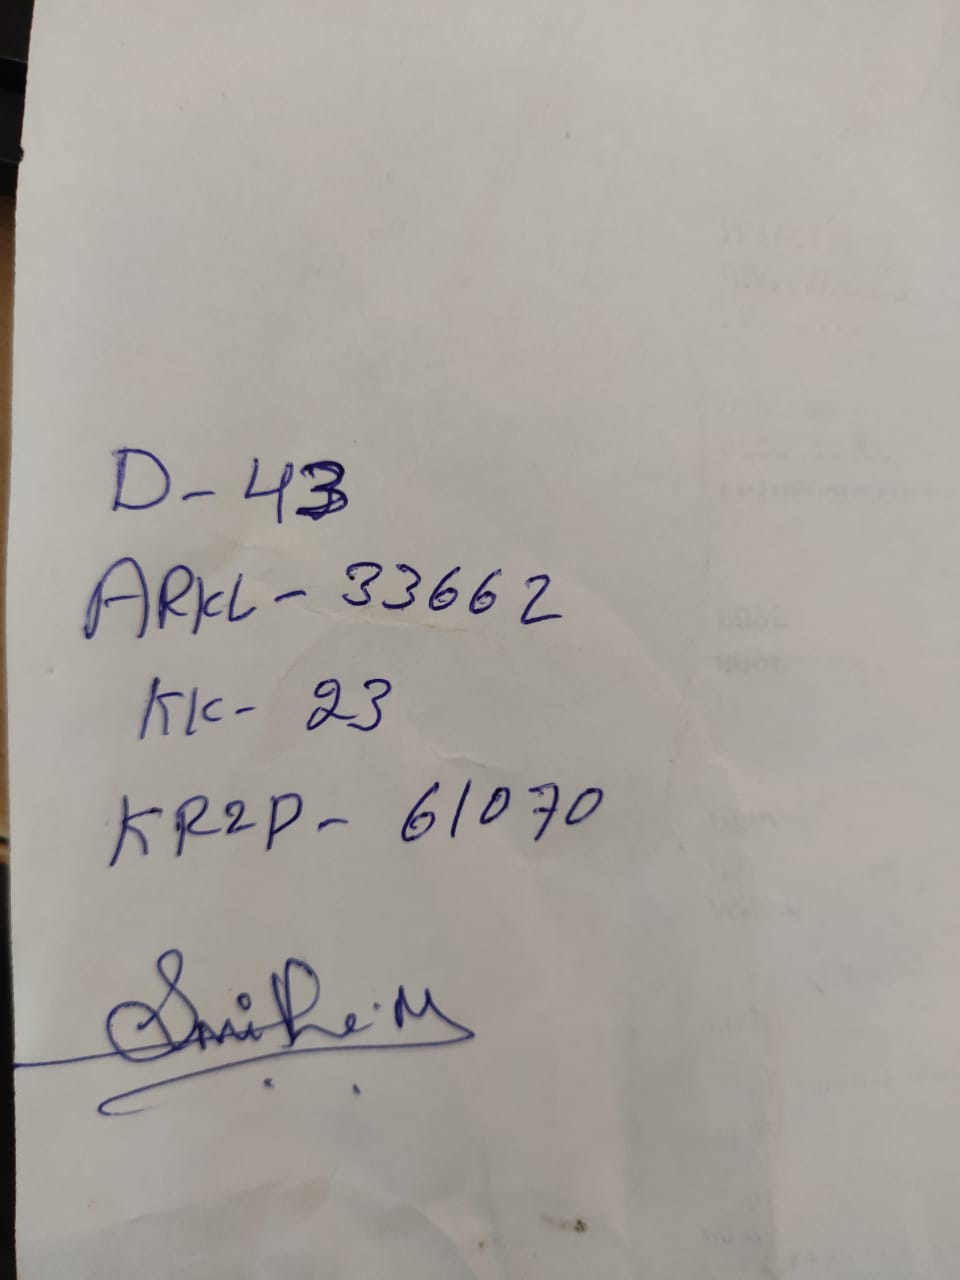 D - 43
ARKL - 33662
KK - 23
KR2P - 61070